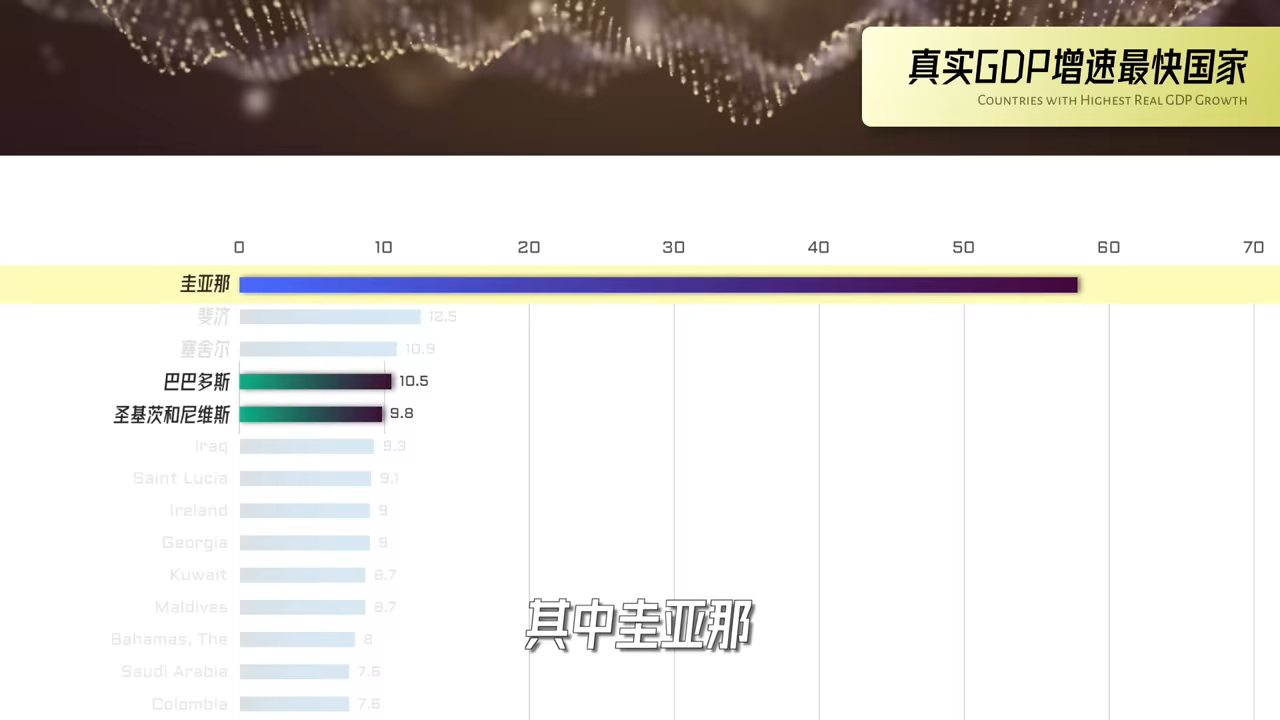 真实GDP增速最快国家
Countries with Highest Real GDP Growth
0 10 20 30 40 50 60 70
圭亚那
斐济 12.5
塞舍尔 10.9
巴巴多斯 10.5
圣基茨和尼维斯 9.8
Iraq 9.3
Saint Lucia 9.1
Ireland 9
Georgia 9
Kuwait 8.7
Maldives 8.7
Bahamas, The 8
Saudi Arabia 7.6
Colombia 7.6
其中圭亚那